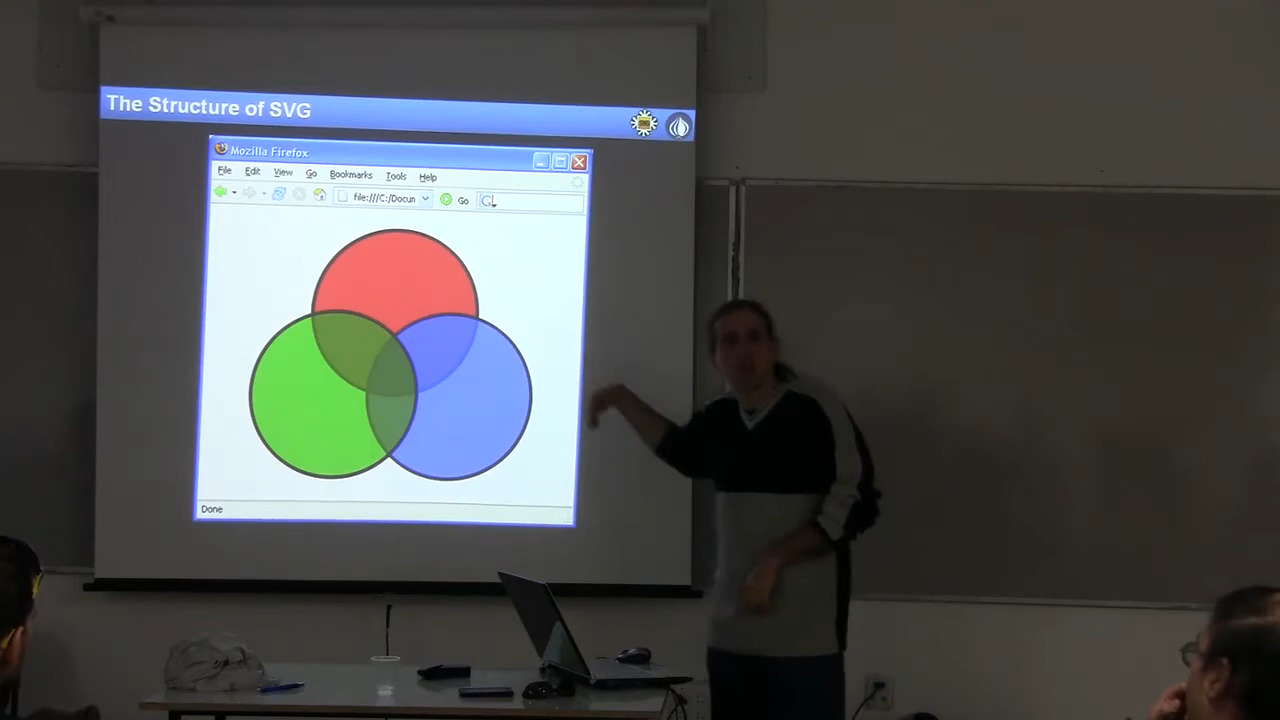 The Structure of SVG
Mozilla Firefox
File Edit View Go Bookmarks Tools Help
file:///C:/Docun Go
Done